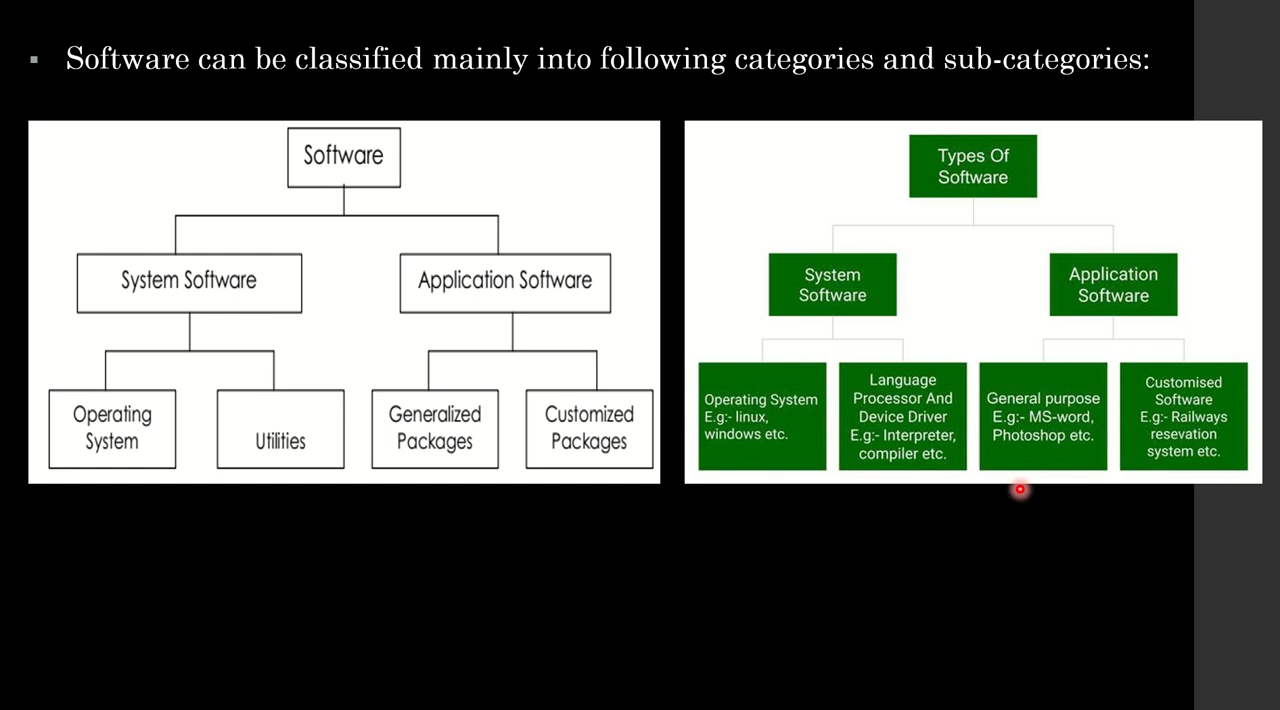 Software can be classified mainly into following categories and sub-categories:
Software
System Software
Application Software
Operating
System
Utilities
Generalized
Packages
Customized
Packages
Types Of
Software
System
Software
Application
Software
Operating System
E.g:- linux,
windows etc.
Language
Processor And
Device Driver
E.g:- Interpreter,
compiler etc.
General purpose
E.g:- MS-word,
Photoshop etc.
Customised
Software
E.g:- Railways
resevation
system etc.